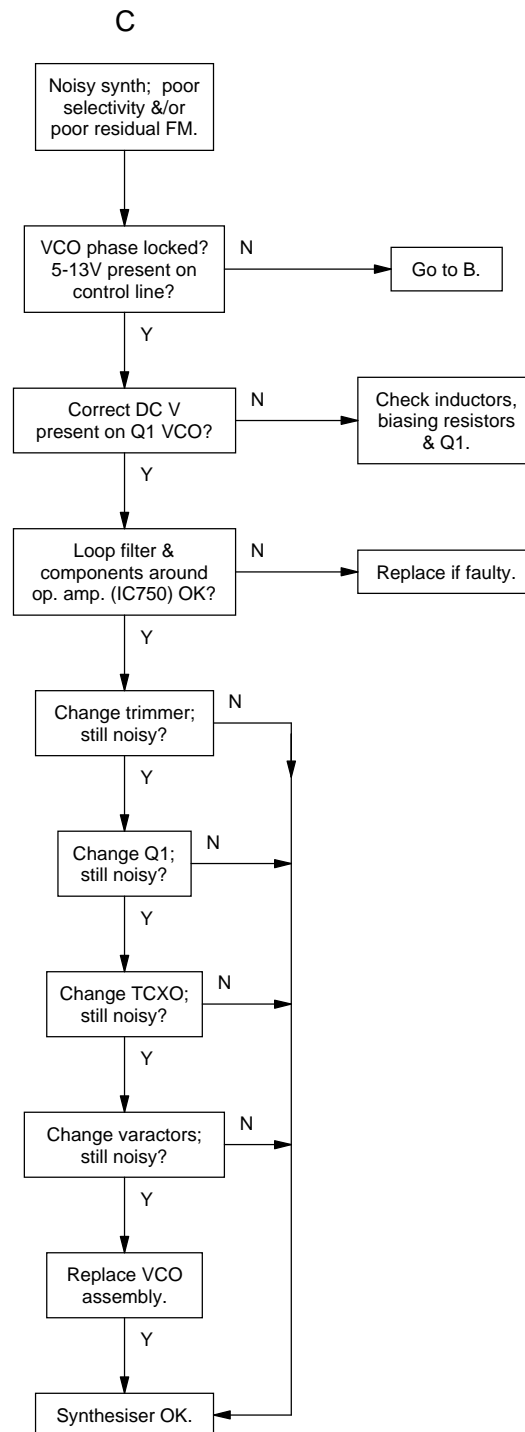 C
Noisy synth; poor
selectivity &/or
poor residual FM.
VCO phase locked?
5-13V present on
control line?
N
Go to B.
Y
Correct DC V
present on Q1 VCO?
N
Check inductors,
biasing resistors
& Q1.
Y
Loop filter &
components around
op. amp. (IC750) OK?
N
Replace if faulty.
Y
Change trimmer;
still noisy?
N
Y
Change Q1;
still noisy?
N
Y
Change TCXO;
still noisy?
N
Y
Change varactors;
still noisy?
N
Y
Replace VCO
assembly.
Y
Synthesiser OK.